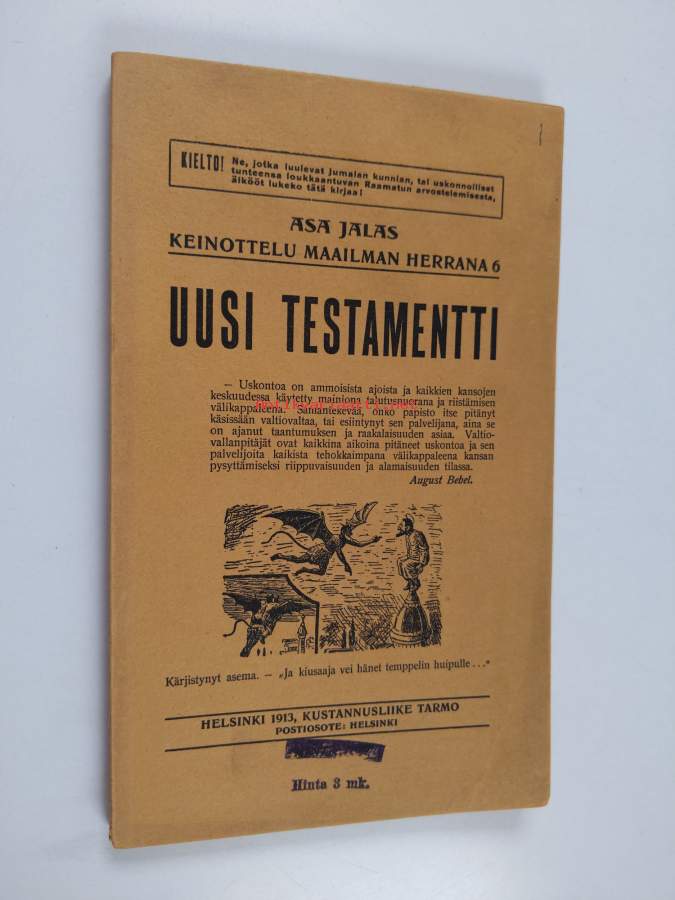 KIELTO! Ne, jotka luulevat Jumalan kunnian, tai uskonnolliset
tunteensa loukkaantuvan Raamatun arvostelemisesta,
älkööt lukeko tätä kirjaa!
ASA JALAS
KEINOTTELU MAAILMAN HERRANA 6
UUSI TESTAMENTTI
— Uskontoa on ammoisista ajoista ja kaikkien kansojen
keskuudessa käytetty mainiona talutusnuorana ja riistämisen
välikappaleena. Samantekevää, onko papisto itse pitänyt
käsissään valtiovaltaa, tai esiintynyt sen palvelijana, aina se
on ajanut taantumuksen ja raakalaisuuden asiaa. Valtio-
vallanpitäjät ovat kaikkina aikoina pitäneet uskontoa ja sen
palvelijoita kaikista tehokkaimpana välikappaleena kansan
pysyttämiseksi riippuvaisuuden ja alamaisuuden tilassa.
August Bebel.
Kärjistynyt asema. — „Ja kiusaaja vei hänet temppelin huipulle . . .“
HELSINKI 1913, KUSTANNUSLIIKE TARMO
POSTIOSOTE: HELSINKI
Hinta 3 mk.